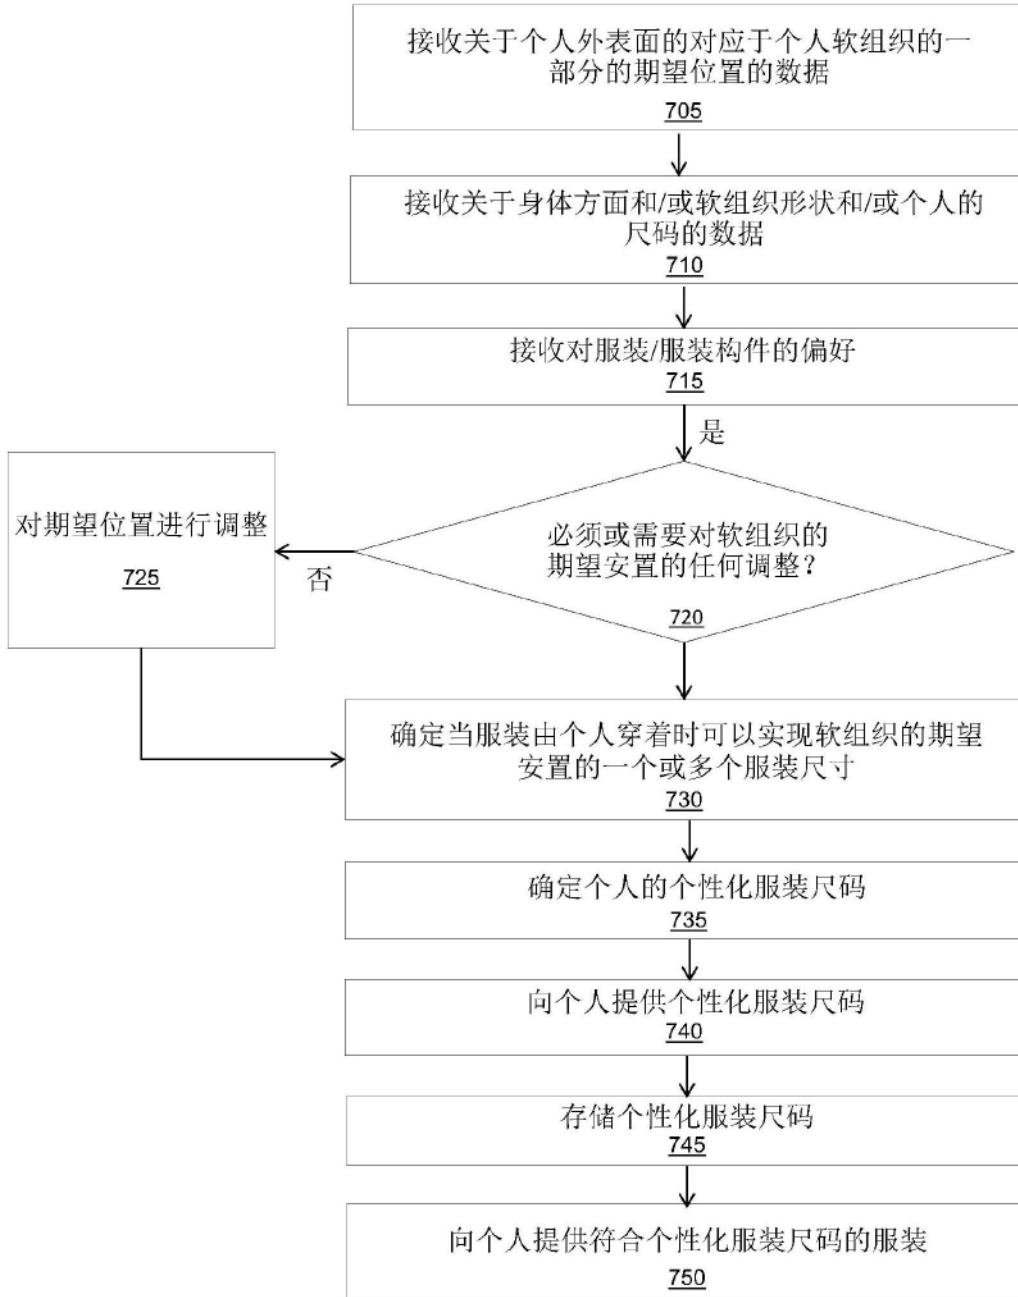 接收关于个人外表面的对应于个人软组织的一
部分的期望位置的数据
705
接收关于身体方面和/或软组织形状和/或个人的
尺码的数据
710
接收对服装/服装构件的偏好
715
是
必须或需要对软组织的
期望安置的任何调整?
720
否
对期望位置进行调整
725
确定当服装由个人穿着时可以实现软组织的期望
安置的一个或多个服装尺寸
730
确定个人的个性化服装尺码
735
向个人提供个性化服装尺码
740
存储个性化服装尺码
745
向个人提供符合个性化服装尺码的服装
750